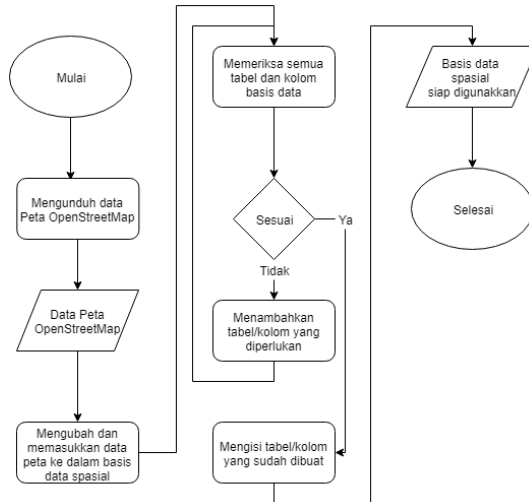 Mulai
Mengunduh data
Peta OpenStreetMap
Data Peta
OpenStreetMap
Mengubah dan
memasukkan data
peta ke dalam basis
data spasial
Memeriksa semua
tabel dan kolom
basis data
Sesuai
Ya
Tidak
Menambahkan
tabel/kolom yang
diperlukan
Mengisi tabel/kolom
yang sudah dibuat
Basis data
spasial
siap digunakkan
Selesai